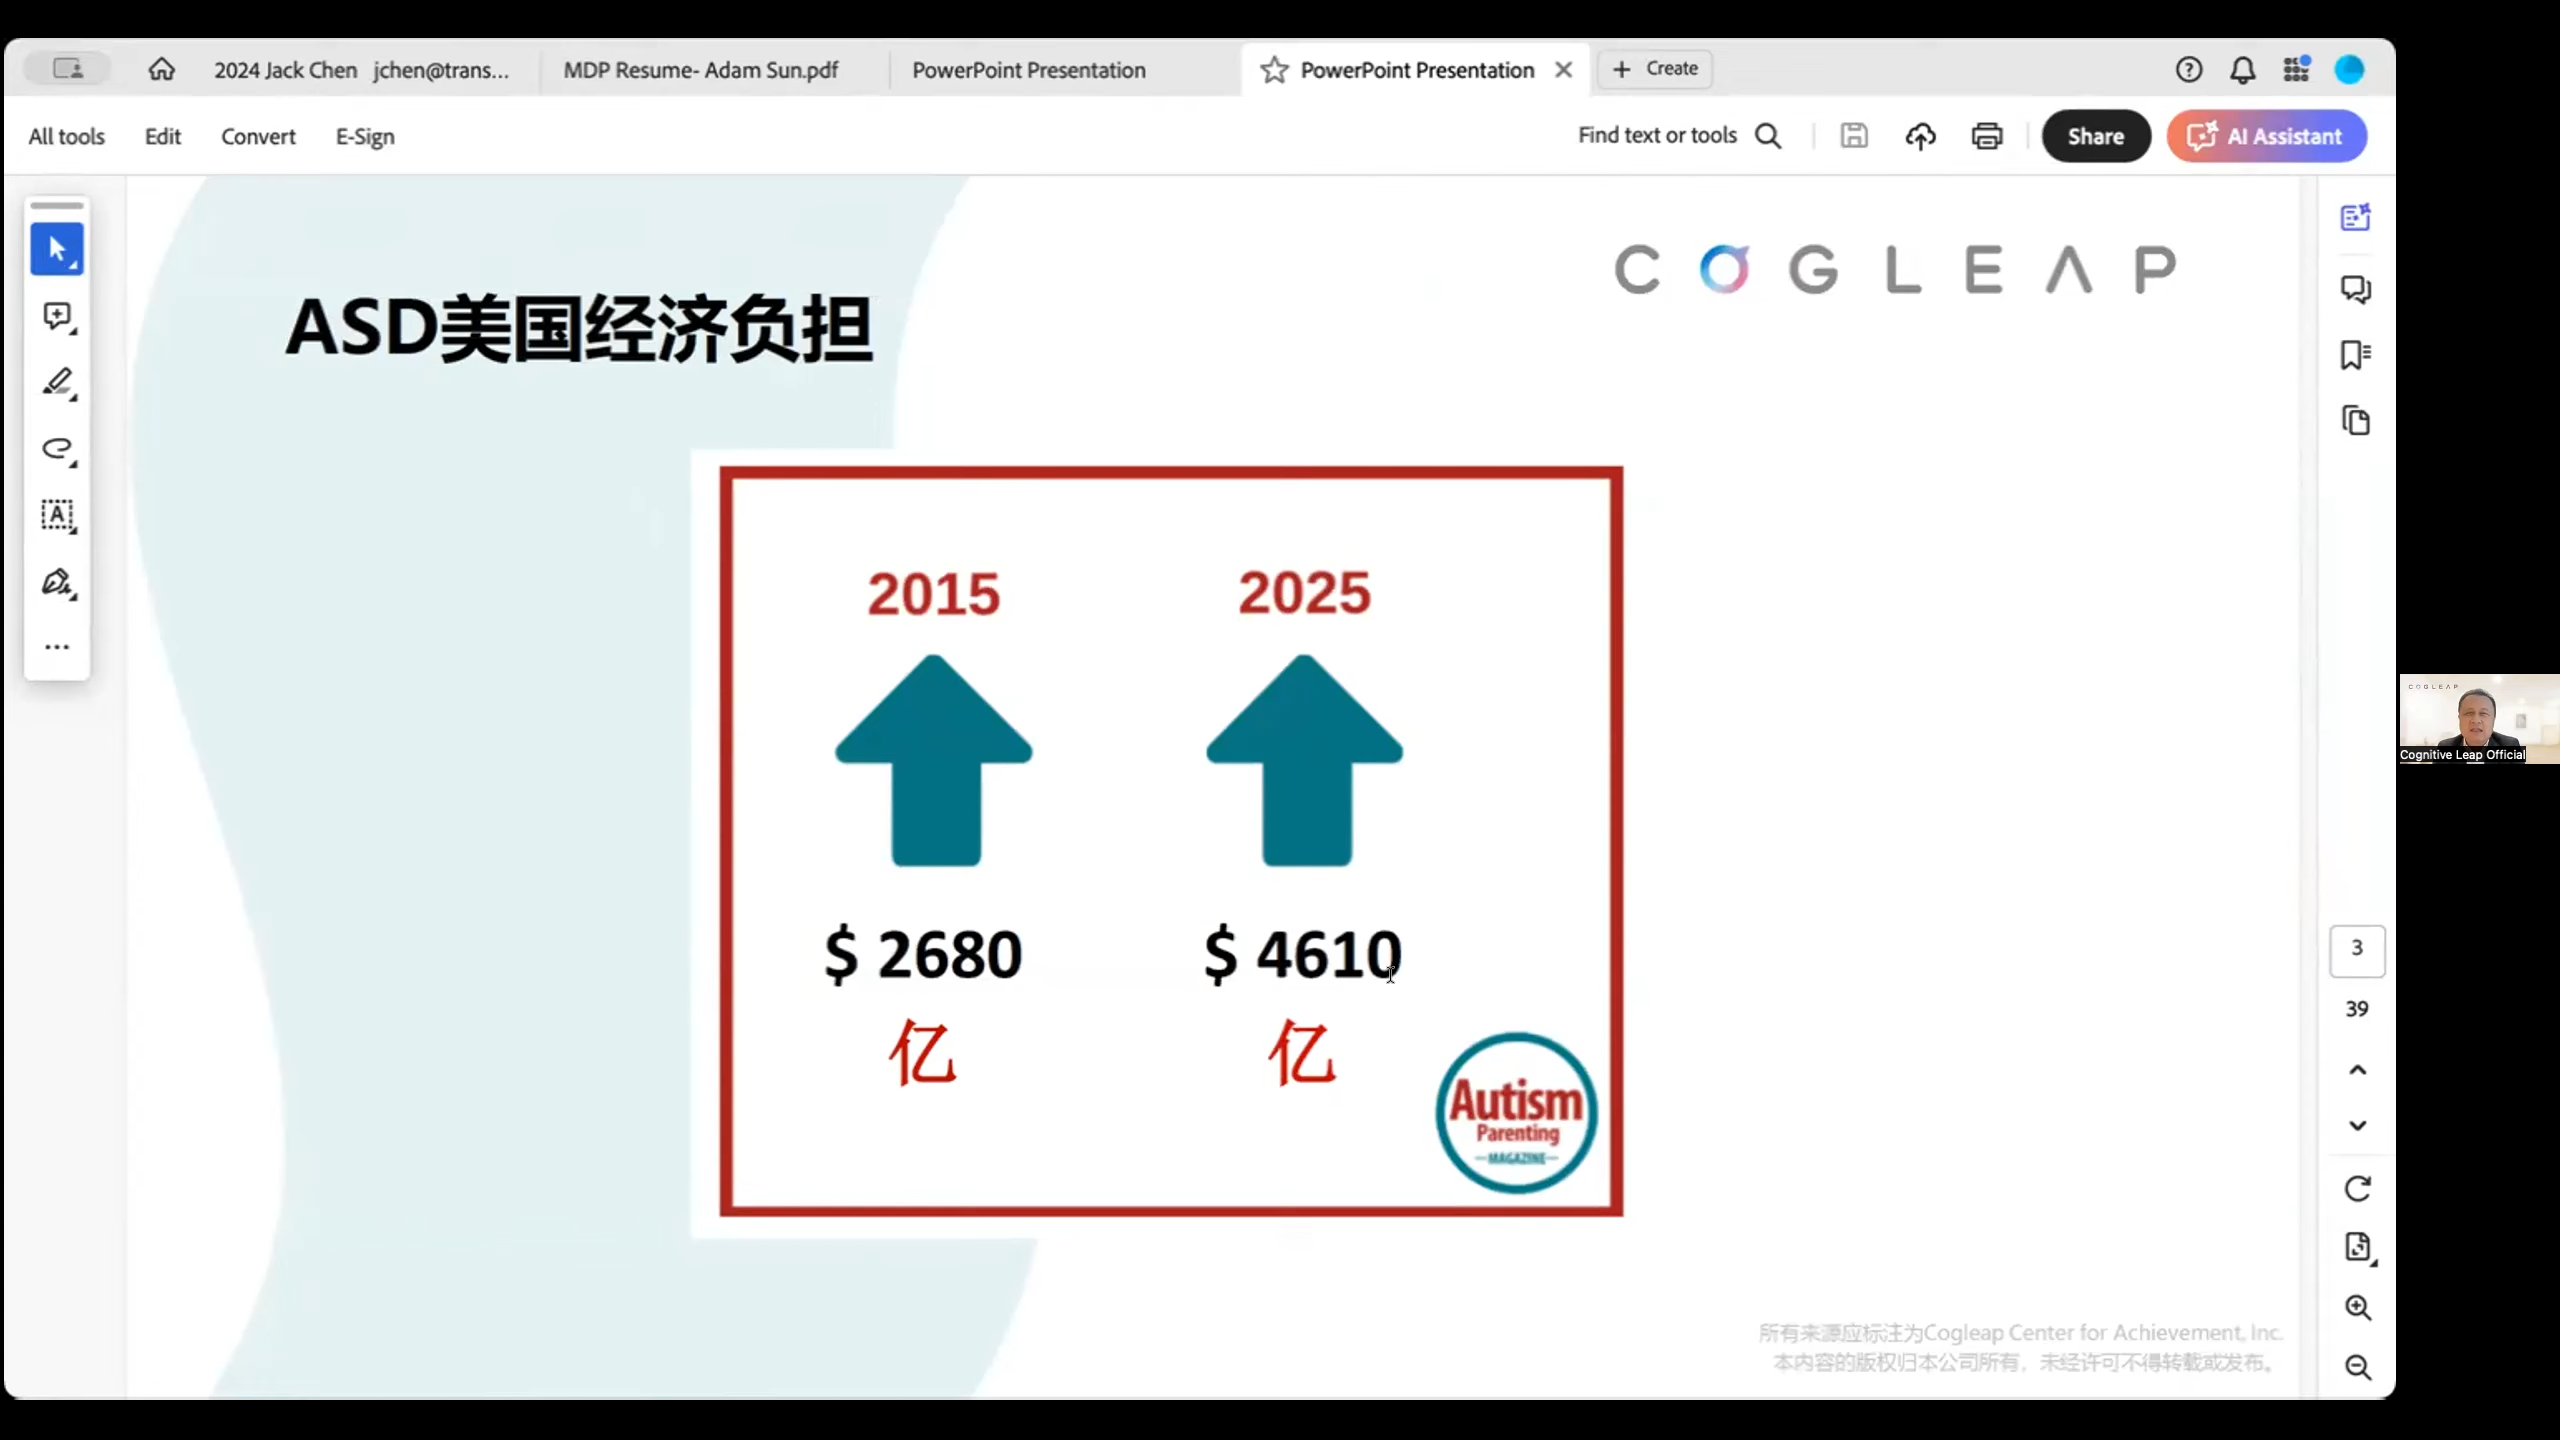 2024 Jack Chen jchen@trans...
MDP Resume- Adam Sun.pdf
PowerPoint Presentation
PowerPoint Presentation
Create
All tools
Edit
Convert
E-Sign
Find text or tools
Share
AI Assistant
COGLEAP
ASD美国经济负担
2015
2025
$ 2680
$ 4610
亿
亿
Autism
Parenting
MAGAZINE
3
39
所有来源应标注为Cogleap Center for Achievement, Inc.
本内容的版权归本公司所有，未经许可不得转载或发布。
COGLEAP
Cognitive Leap Official